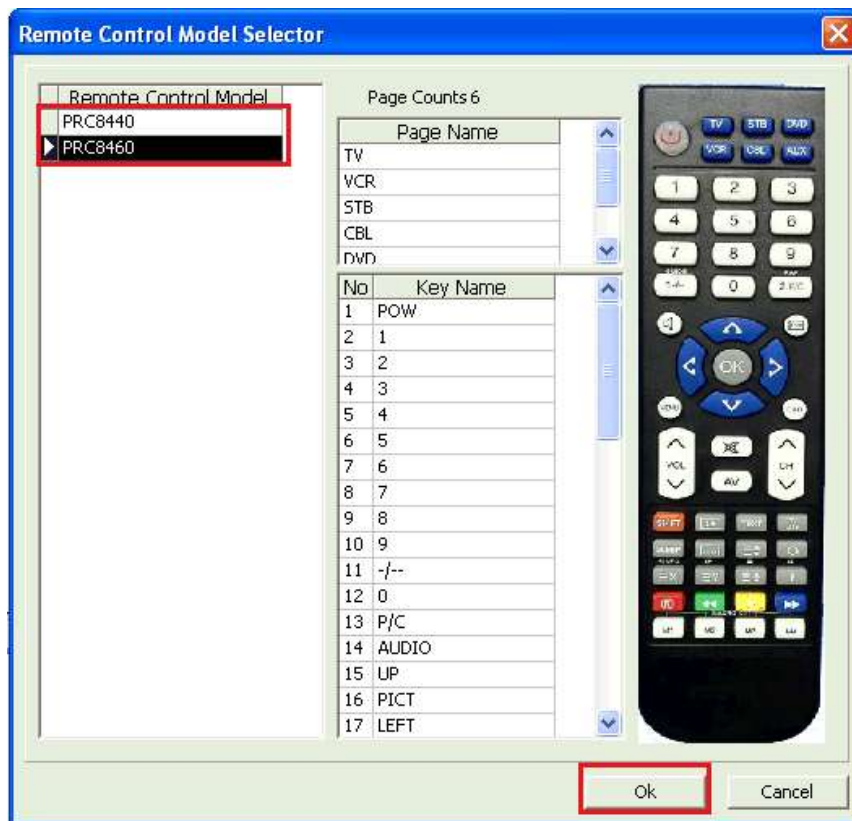 Remote Control Model Selector
Remote Control Model
PRC8440
PRC8460
Page Counts 6
Page Name
TV
VCR
STB
CBL
DVD
No Key Name
1 POW
2 1
3 2
4 3
5 4
6 5
7 6
8 7
9 8
10 9
11 -/--
12 0
13 P/C
14 AUDIO
15 UP
16 PICT
17 LEFT
TV STB DVD
VCR CBL AUX
1 2 3
4 5 6
7 8 9
0
OK
MENU
VOL
CH
AV
SHIFT
Ok Cancel